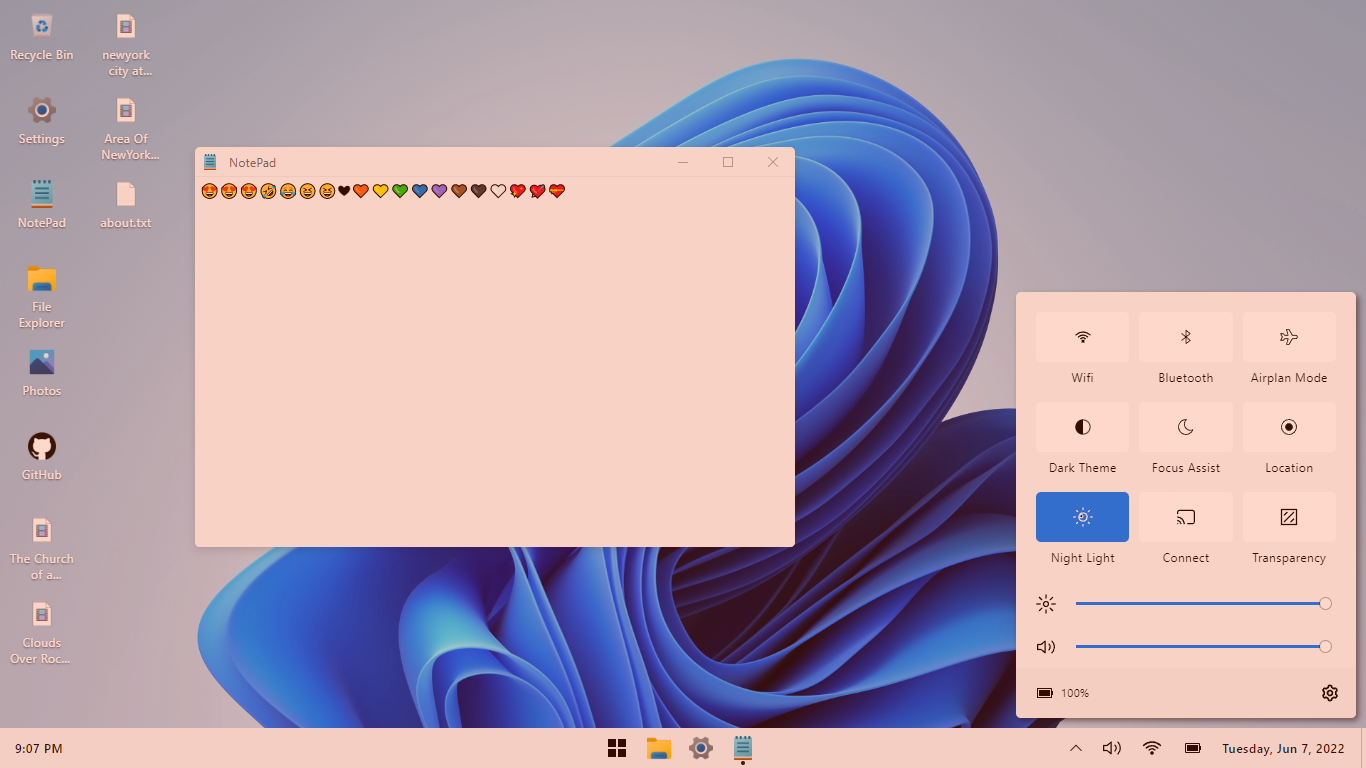 Recycle Bin
newyork
city at...
Settings
Area Of
NewYork...
NotePad
about.txt
File
Explorer
Photos
GitHub
The Church
of a...
Clouds
Over Roc...
NotePad
😍😍😍🤣😂😆😆🖤🧡💛💚💙💜🤎🖤🤍💖💘💝
Wifi
Bluetooth
Airplan Mode
Dark Theme
Focus Assist
Location
Night Light
Connect
Transparency
100%
9:07 PM
Tuesday, Jun 7, 2022